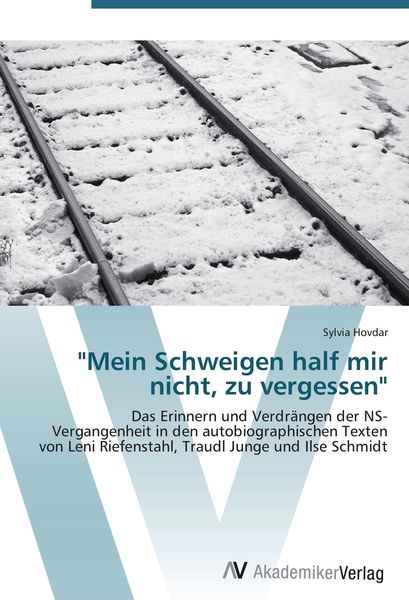 Sylvia Hovdar
"Mein Schweigen half mir
nicht, zu vergessen"
Das Erinnern und Verdrängen der NS-
Vergangenheit in den autobiographischen Texten
von Leni Riefenstahl, Traudl Junge und Ilse Schmidt
AV AkademikerVerlag